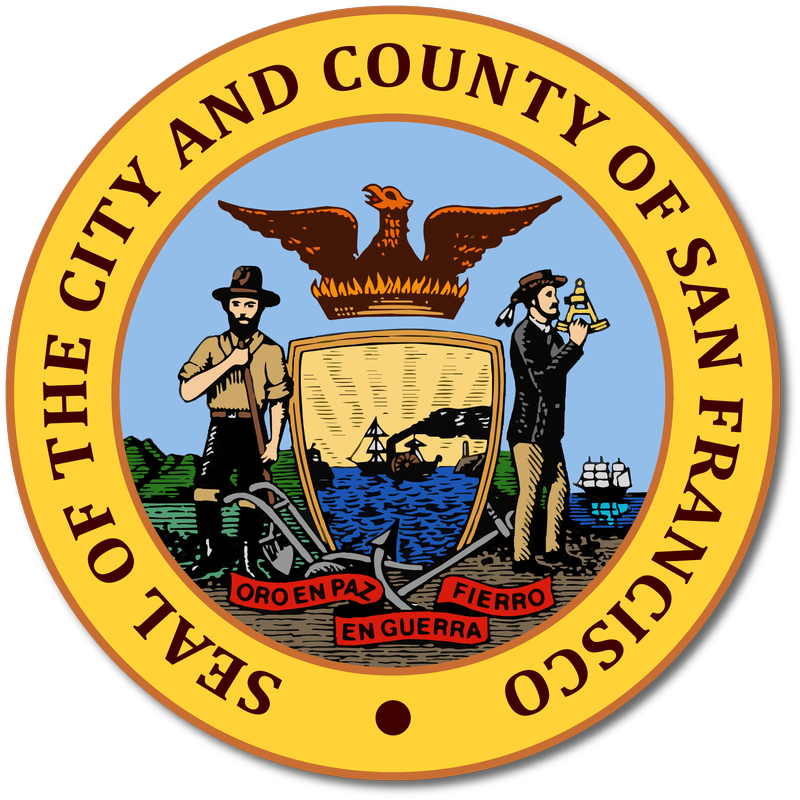 SEAL OF THE CITY AND COUNTY OF SAN FRANCISCO
ORO EN PAZ
FIERRO
EN GUERRA